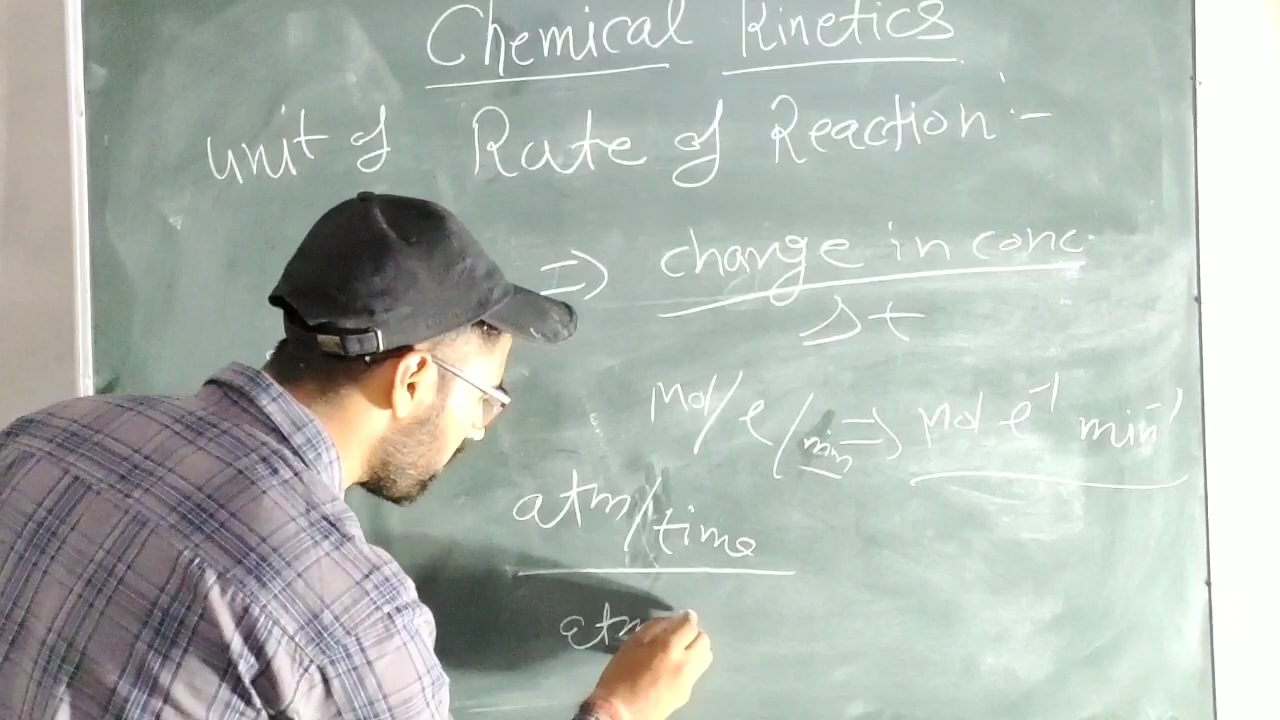 Chemical Kinetics
Unit of Rate of Reaction :-
=> change in conc.
Δt
mol/l/min => mol l⁻¹ min⁻¹
atm/time
atm